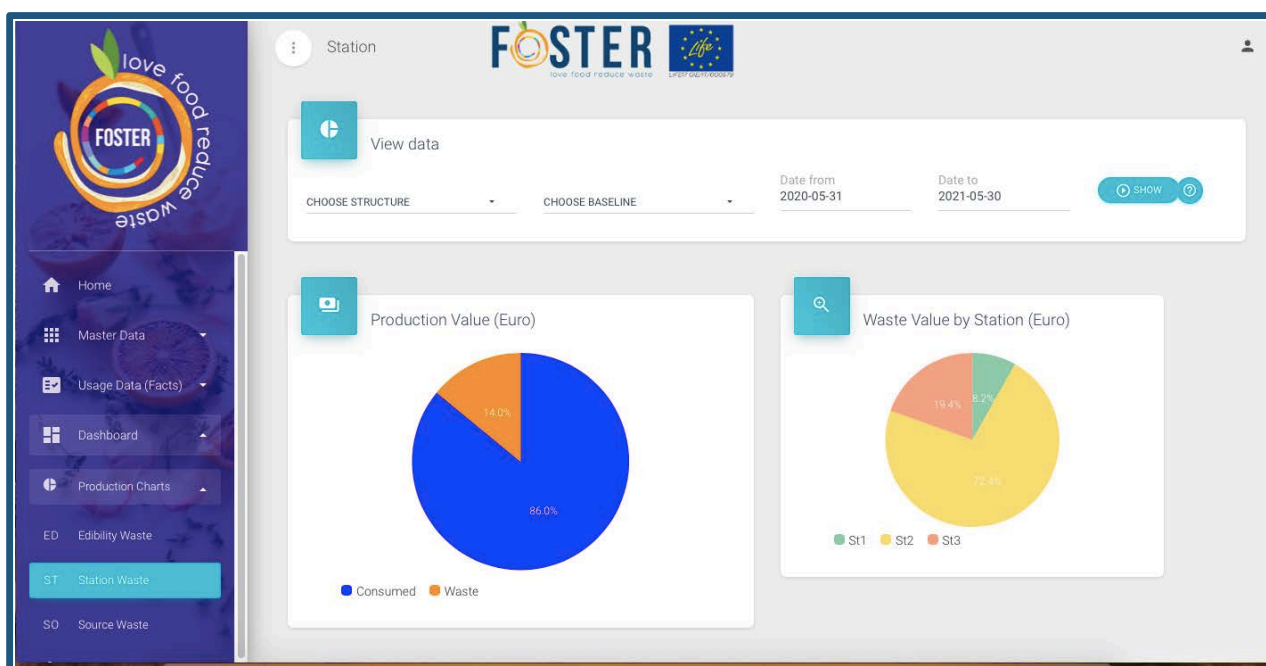 love food reduce waste
FOSTER
Home
Master Data
Usage Data (Facts)
Dashboard
Production Charts
ED Edibility Waste
ST Station Waste
SO Source Waste
Station
FOSTER
love food reduce waste
life
View data
CHOOSE STRUCTURE
CHOOSE BASELINE
Date from
2020-05-31
Date to
2021-05-30
SHOW
Production Value (Euro)
14.0%
86.0%
Consumed Waste
Waste Value by Station (Euro)
19.4% 8.2%
72.4%
St1 St2 St3